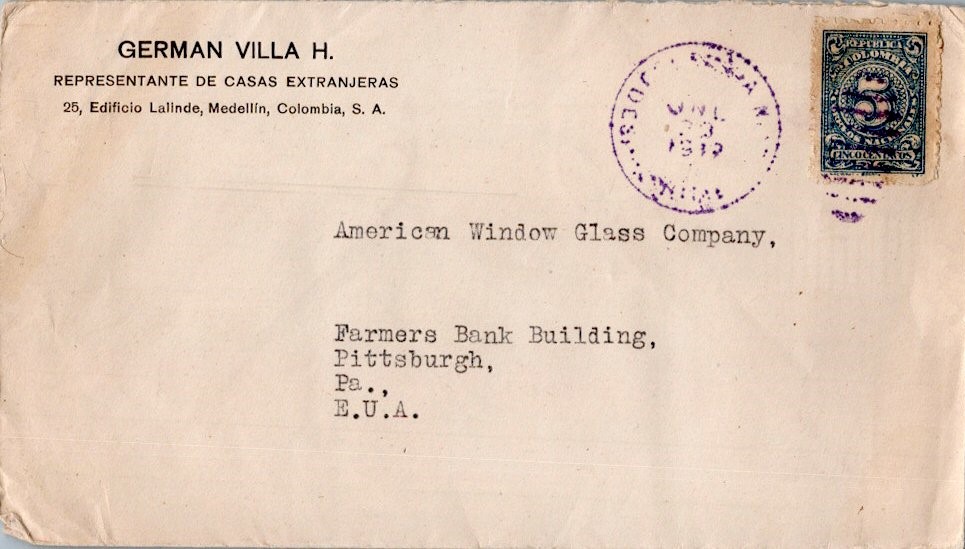 GERMAN VILLA H.
REPRESENTANTE DE CASAS EXTRANJERAS
25, Edificio Lalinde, Medellín, Colombia, S. A.
REPUBLICA
COLOMBIA
5
CINCO CENTAVOS
American Window Glass Company,
Farmers Bank Building,
Pittsburgh,
Pa.,
E.U.A.